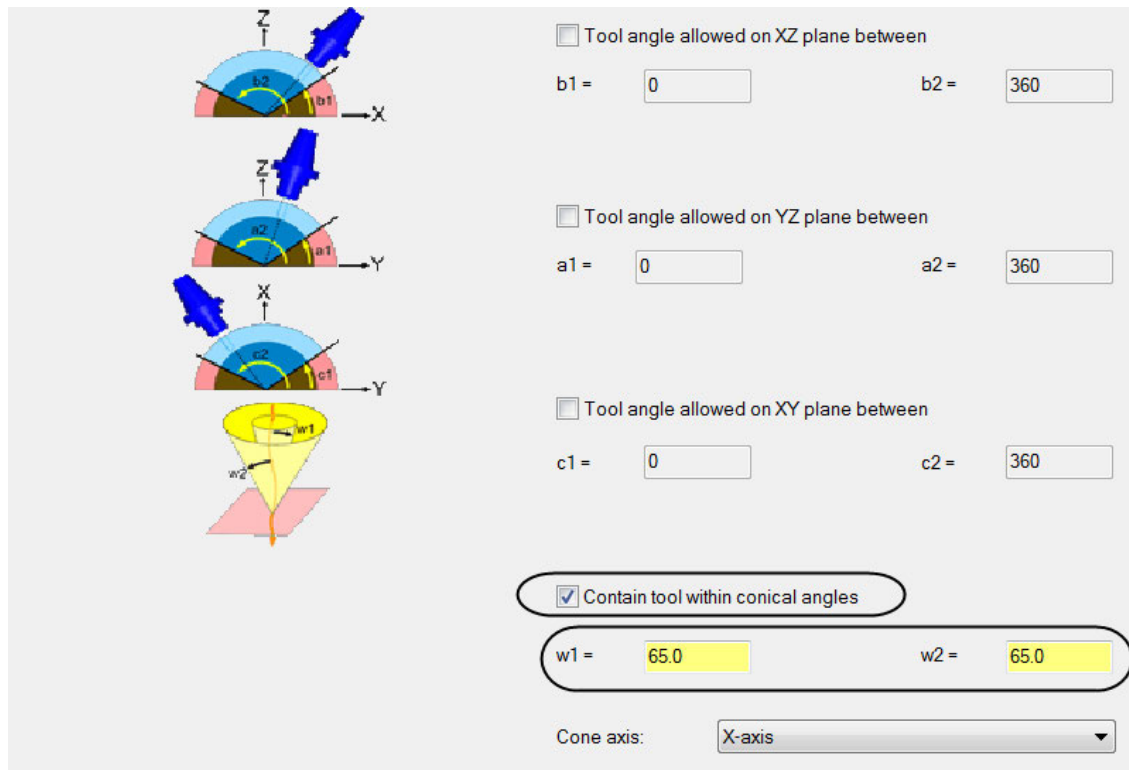 Z
b2
b1
X
Tool angle allowed on XZ plane between
b1 = 0 b2 = 360
Z
a2
a1
Y
Tool angle allowed on YZ plane between
a1 = 0 a2 = 360
X
c2
c1
Y
Tool angle allowed on XY plane between
w1
w2
c1 = 0 c2 = 360
Contain tool within conical angles
w1 = 65.0 w2 = 65.0
Cone axis: X-axis